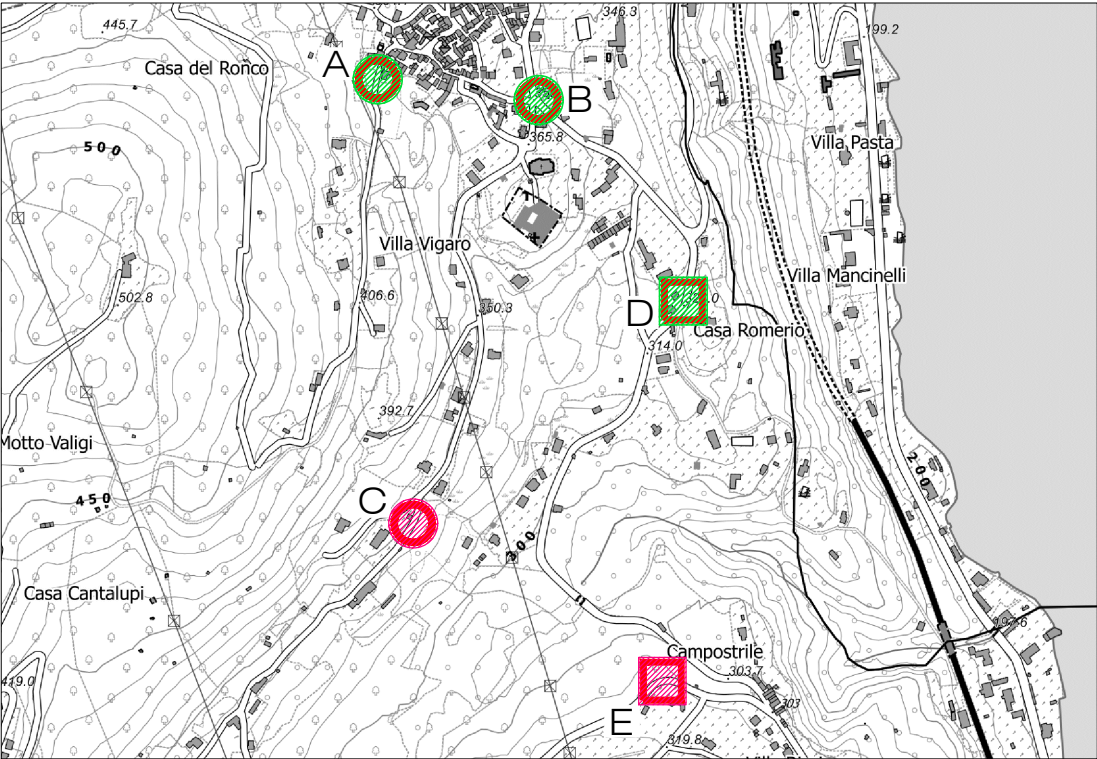 445.7
346.3
199.2
Casa del Ronco
A
B
365.8
500
Villa Pasta
Villa Vigaro
Villa Mancinelli
502.8
406.6
350.3
D
Casa Romerio
314.0
392.7
Motto Valigi
200
450
C
300
Casa Cantalupi
197.6
Campostrile
303.7
419.0
303
E
319.8